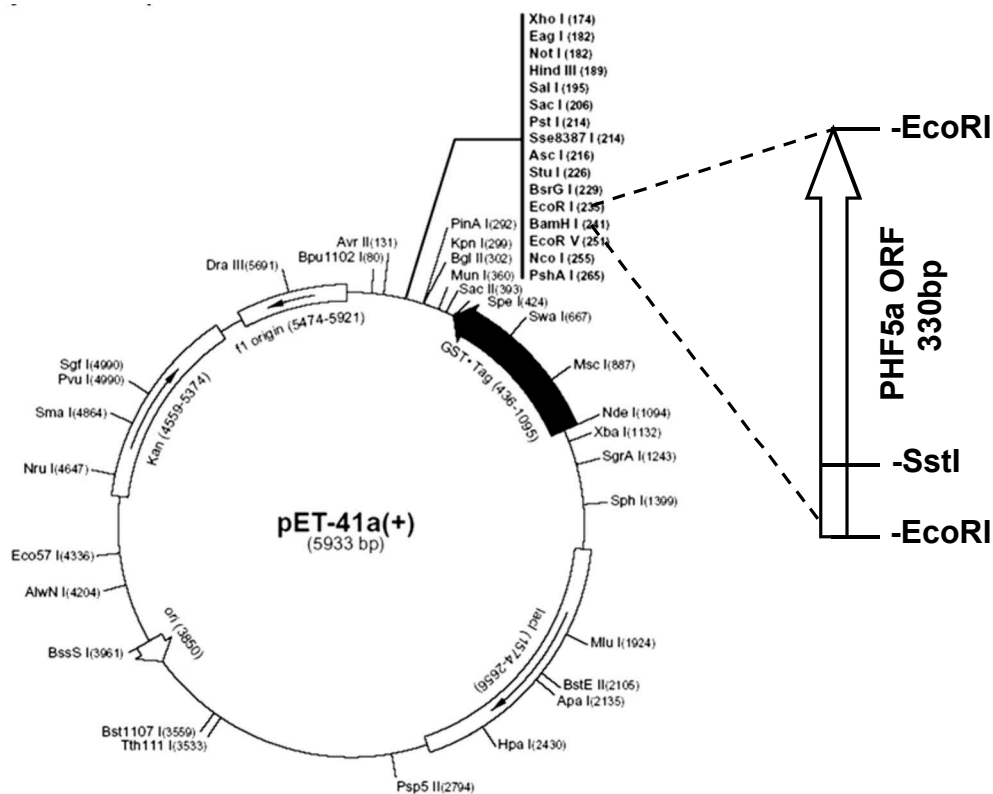 Xho I (174)
Eag I (182)
Not I (182)
Hind III (189)
Sal I (195)
Sac I (206)
Pst I (214)
Sse8387 I (214)
Asc I (216)
Stu I (226)
BsrG I (229)
EcoR I (235)
BamH I (241)
EcoR V (251)
Nco I (255)
PshA I (265)
PinA I(292)
Kpn I(299)
Bgl II(302)
Mun I(360)
Sac II(393)
Spe I(424)
Swa I(667)
Msc I(887)
Nde I(1094)
Xba I(1132)
SgrA I(1243)
Sph I(1399)
Mlu I(1924)
BstE II(2105)
Apa I(2135)
Hpa I(2430)
Psp5 II(2794)
Tth111 I(3533)
Bst1107 I(3559)
BssS I(3961)
AlwN I(4204)
Eco57 I(4336)
Nru I(4647)
Sma I(4864)
Pvu I(4990)
Sgf I(4990)
Dra III(5691)
Bpu1102 I(80)
Avr II(131)
f1 origin (5474-5921)
Kan (4559-5374)
GST•Tag (436-1095)
lacI (1574-2656)
ori (3850)
pET-41a(+)
(5933 bp)
-EcoRI
PHF5a ORF
330bp
-SstI
-EcoRI